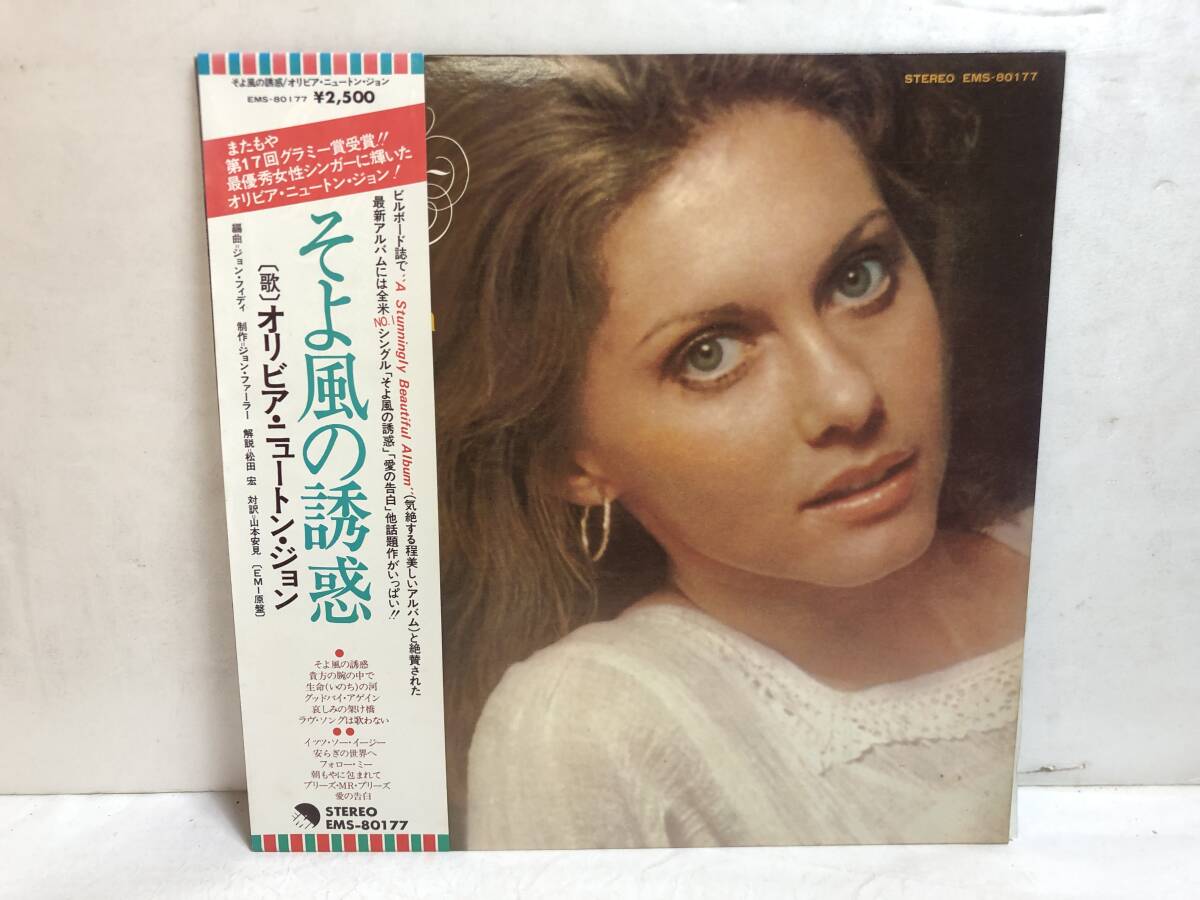 そよ風の誘惑/オリビア・ニュートン・ジョン
EMS-80177 ¥2,500
またもや
第17回グラミー賞受賞!!
最優秀女性シンガーに輝いた
オリビア・ニュートン・ジョン!
ビルボード誌で“A Stunningly Beautiful Album”(気絶する程美しいアルバム)と絶賛された
最新アルバムには全米NO.1シングル「そよ風の誘惑」「愛の告白」他話題作がいっぱい!!
そよ風の誘惑
〔歌〕オリビア・ニュートン・ジョン
編曲=ジョン・フィディ 制作=ジョン・ファーラー 解説=松田 宏 対訳=山本安見 〔EMI原盤〕
●
そよ風の誘惑
貴方の腕の中で
生命(いのち)の河
グッドバイ・アゲイン
哀しみの架け橋
ラヴ・ソングは歌わない
●●
イッツ・ソー・イージー
安らぎの世界へ
フォロー・ミー
朝もやに包まれて
プリーズ・MR・プリーズ
愛の告白
STEREO
EMS-80177
STEREO EMS-80177